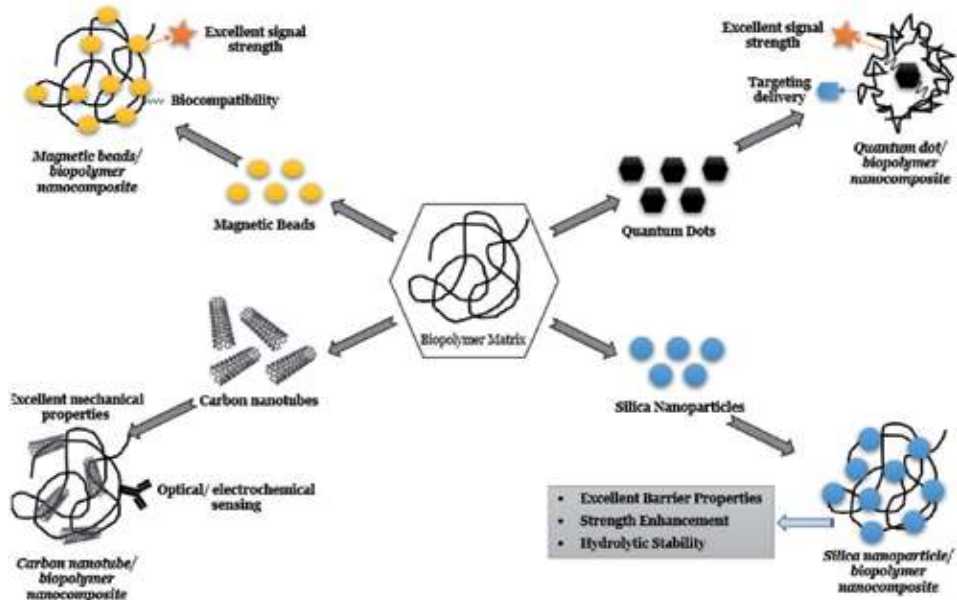 Excellent signal
strength
Biocompatibility
Magnetic beads/
biopolymer
nanocomposite
Magnetic Beads
Excellent signal
strength
Targeting
delivery
Quantum dot/
biopolymer
nanocomposite
Quantum Dots
Biopolymer Matrix
Carbon nanotubes
xcellent mechanical
properties
Optical/ electrochemical
sensing
Carbon nanotube/
biopolymer
nanocomposite
Silica Nanoparticles
• Excellent Barrier Properties
• Strength Enhancement
• Hydrolytic Stability
Silica nanoparticle/
biopolymer
nanocomposite